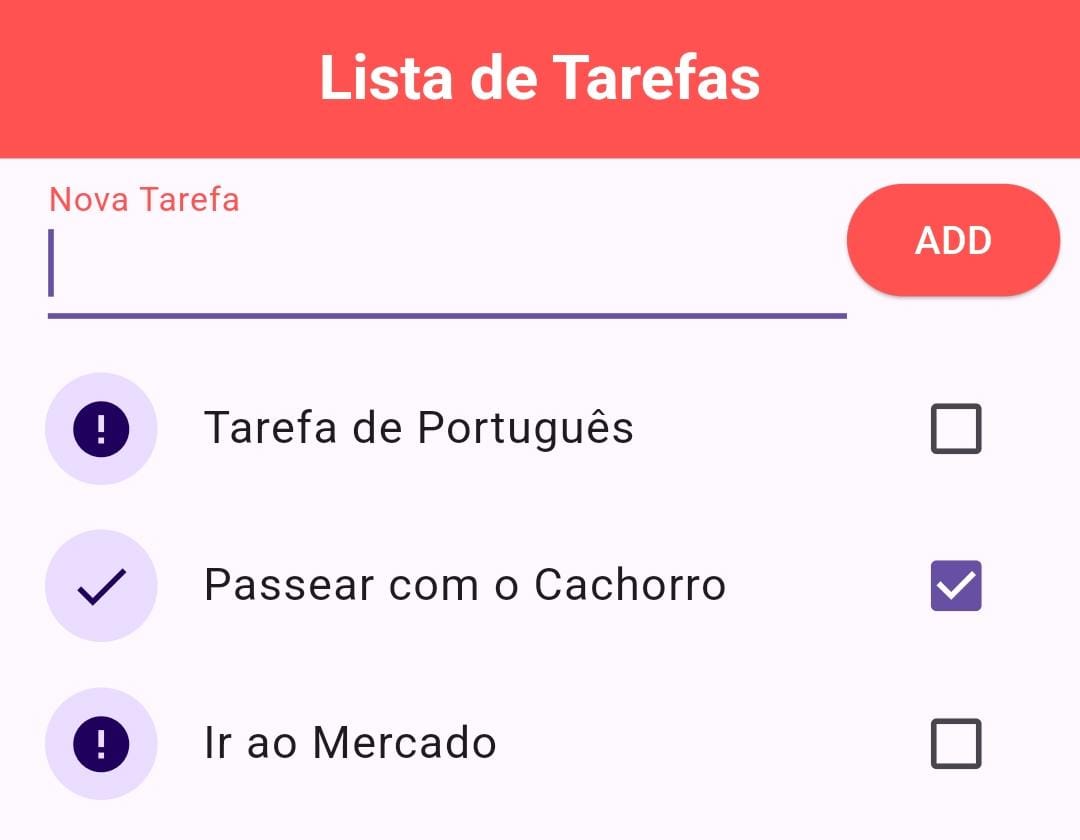 Lista de Tarefas
Nova Tarefa
ADD
Tarefa de Português
Passear com o Cachorro
Ir ao Mercado